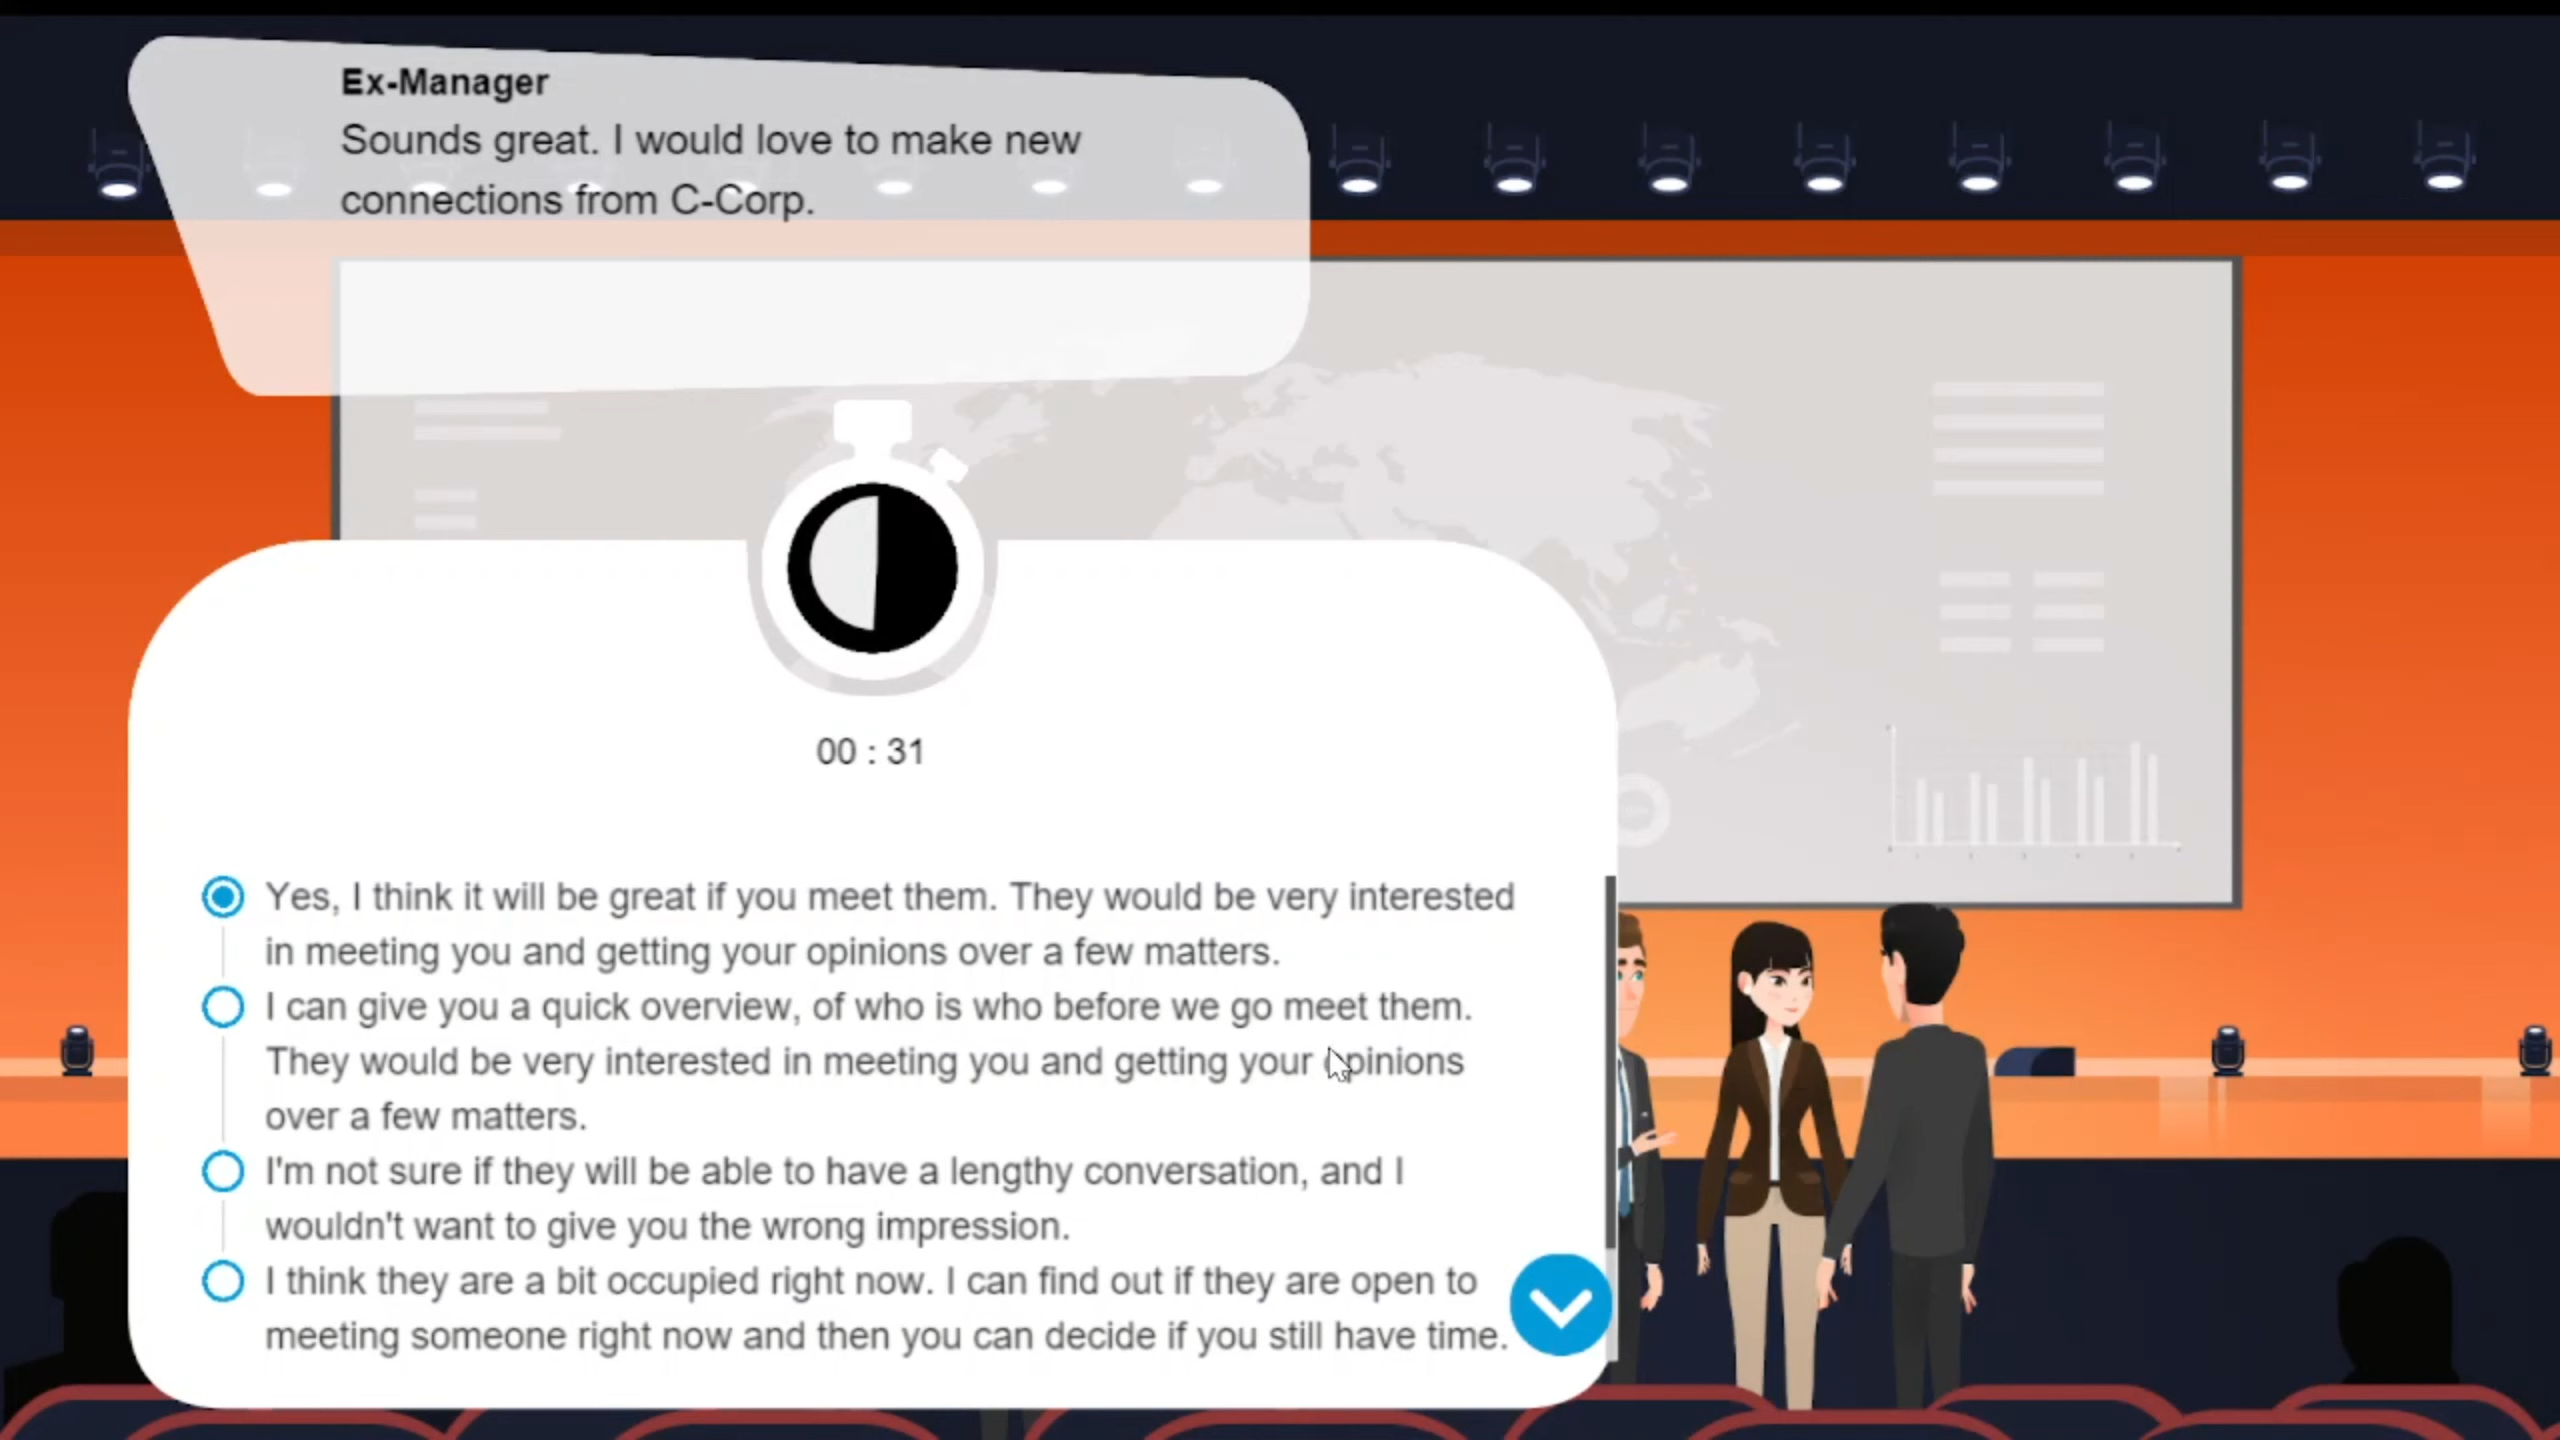 Ex-Manager
Sounds great. I would love to make new
connections from C-Corp.
00 : 31
Yes, I think it will be great if you meet them. They would be very interested
in meeting you and getting your opinions over a few matters.
I can give you a quick overview, of who is who before we go meet them.
They would be very interested in meeting you and getting your opinions
over a few matters.
I'm not sure if they will be able to have a lengthy conversation, and I
wouldn't want to give you the wrong impression.
I think they are a bit occupied right now. I can find out if they are open to
meeting someone right now and then you can decide if you still have time.